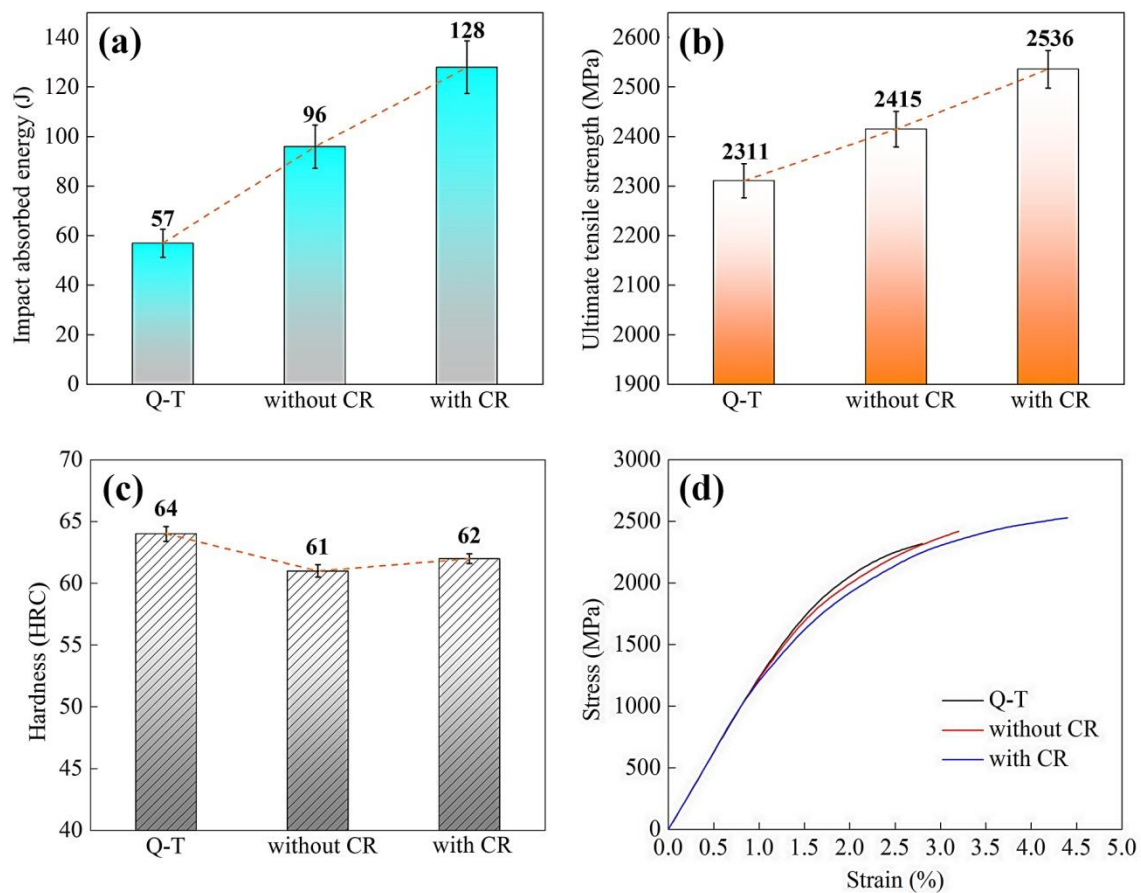 (a)
Impact absorbed energy (J)
140
120
100
80
60
40
20
0
57
96
128
Q-T
without CR
with CR
(b)
Ultimate tensile strength (MPa)
2600
2500
2400
2300
2200
2100
2000
1900
2311
2415
2536
Q-T
without CR
with CR
(c)
Hardness (HRC)
70
65
60
55
50
45
40
64
61
62
Q-T
without CR
with CR
(d)
Stress (MPa)
3000
2500
2000
1500
1000
500
0
Q-T
without CR
with CR
0.0 0.5 1.0 1.5 2.0 2.5 3.0 3.5 4.0 4.5 5.0
Strain (%)